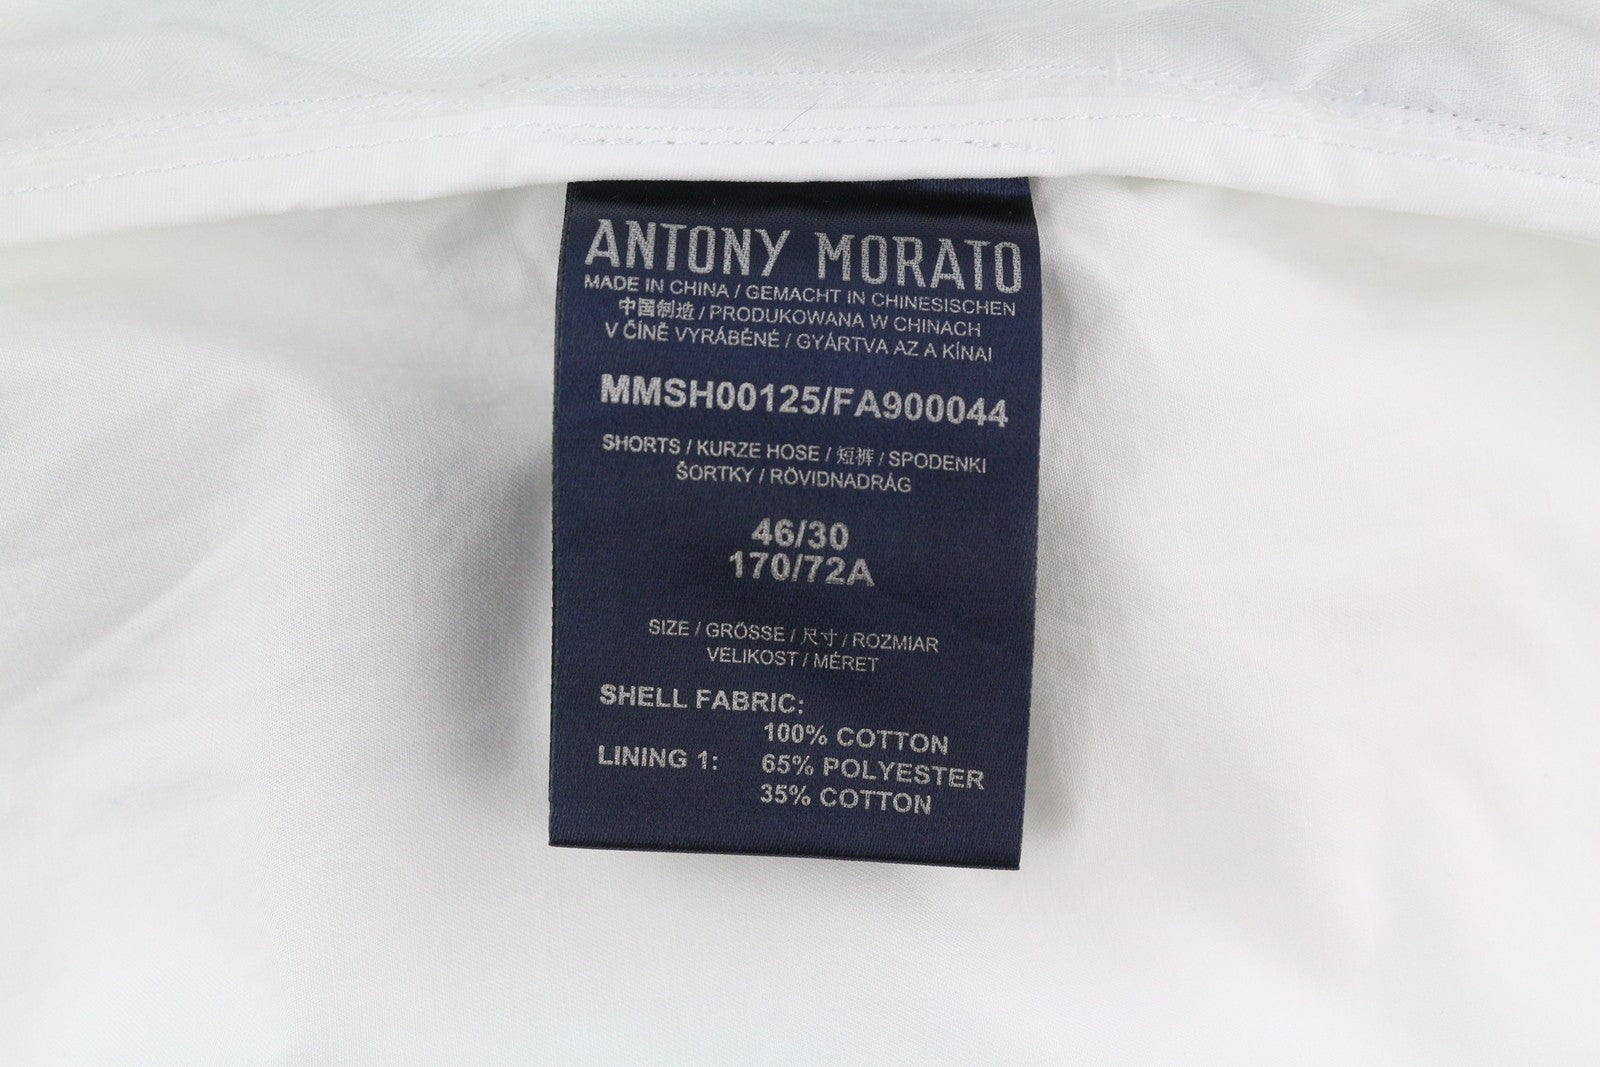 ANTONY MORATO
MADE IN CHINA / GEMACHT IN CHINESISCHEN
中国制造 / PRODUKOWANA W CHINACH
V ČÍNĚ VYRÁBĚNÉ / GYÁRTVA AZ A KÍNAI
MMSH00125/FA900044
SHORTS / KURZE HOSE / 短裤 / SPODENKI
ŠORTKY / RÖVIDNADRÁG
46/30
170/72A
SIZE / GRÖSSE / 尺寸 / ROZMIAR
VELIKOST / MÉRET
SHELL FABRIC:
100% COTTON
LINING 1: 65% POLYESTER
35% COTTON